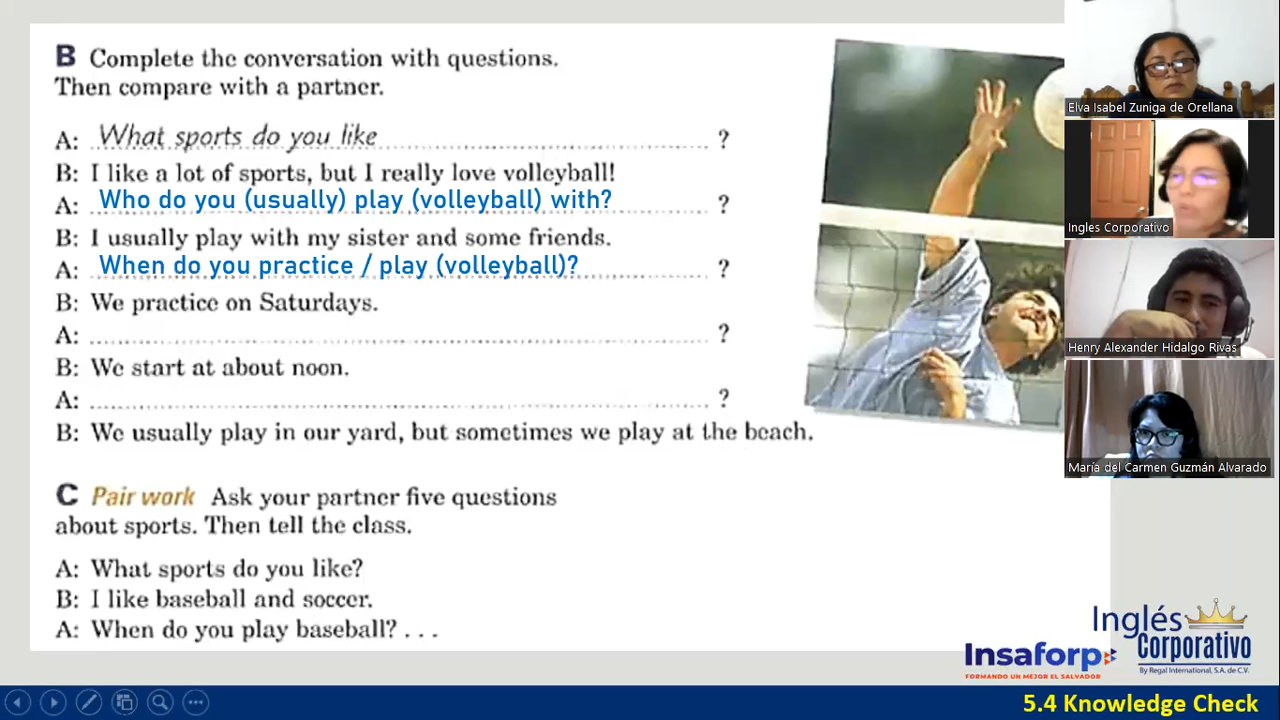 B Complete the conversation with questions.
Then compare with a partner.
A: What sports do you like ?
B: I like a lot of sports, but I really love volleyball!
A: Who do you (usually) play (volleyball) with? ?
B: I usually play with my sister and some friends.
A: When do you practice / play (volleyball)? ?
B: We practice on Saturdays.
A: ?
B: We start at about noon.
A: ?
B: We usually play in our yard, but sometimes we play at the beach.
C Pair work Ask your partner five questions
about sports. Then tell the class.
A: What sports do you like?
B: I like baseball and soccer.
A: When do you play baseball? . . .
Elva Isabel Zuniga de Orellana
Ingles Corporativo
Henry Alexander Hidalgo Rivas
María del Carmen Guzmán Alvarado
Insaforp
FORMANDO UN MEJOR EL SALVADOR
Inglés
Corporativo
By Regal International, S.A. de C.V.
5.4 Knowledge Check